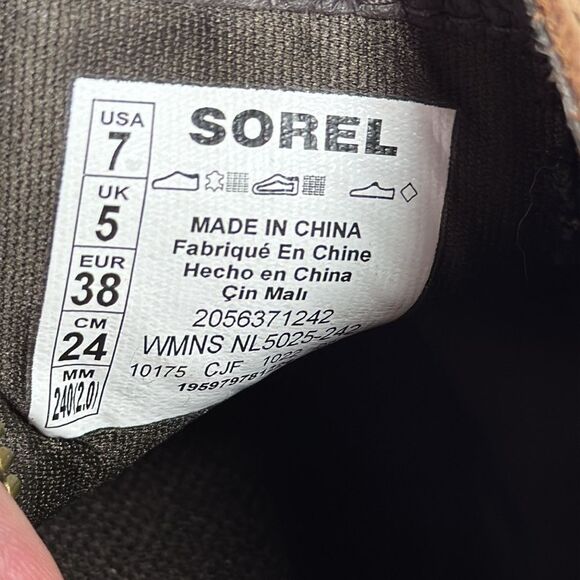 USA
7
UK
5
EUR
38
CM
24
MM
240(2.0)
SOREL
MADE IN CHINA
Fabriqué En Chine
Hecho en China
Çin Malı
2056371242
WMNS NL5025-242
10175 CJF 1022